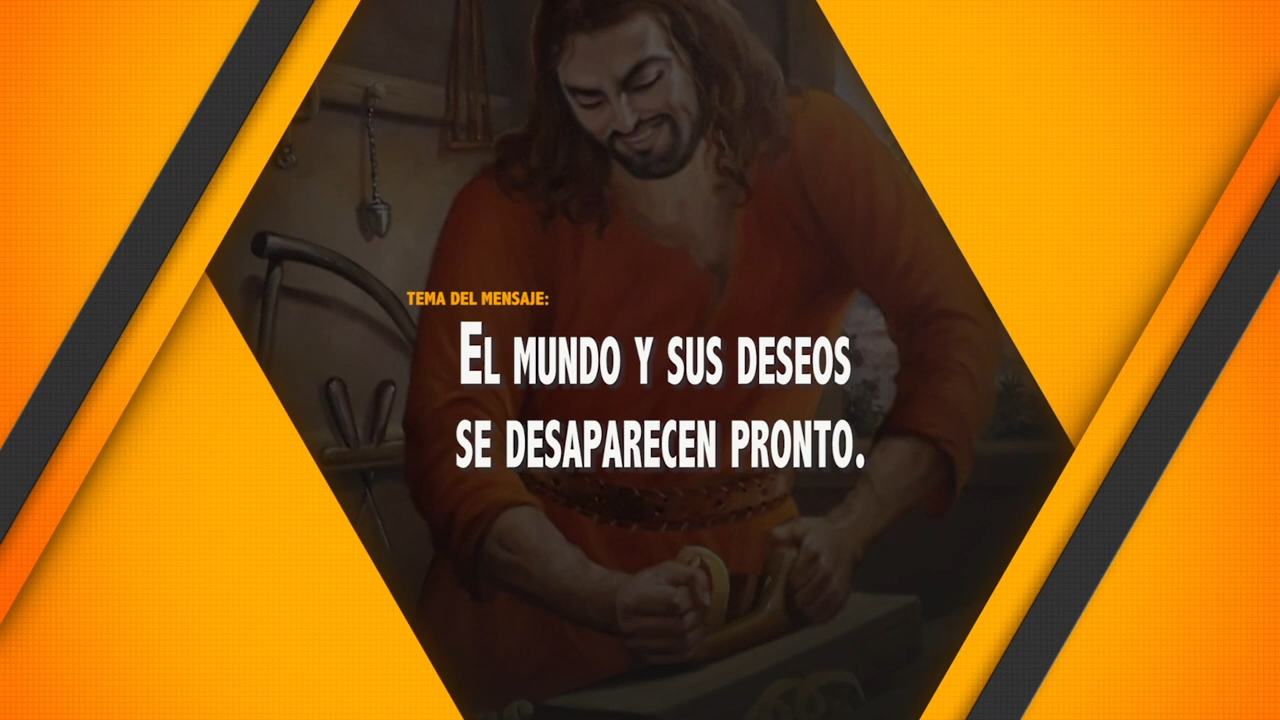 TEMA DEL MENSAJE:
El mundo y sus deseos
se desaparecen pronto.